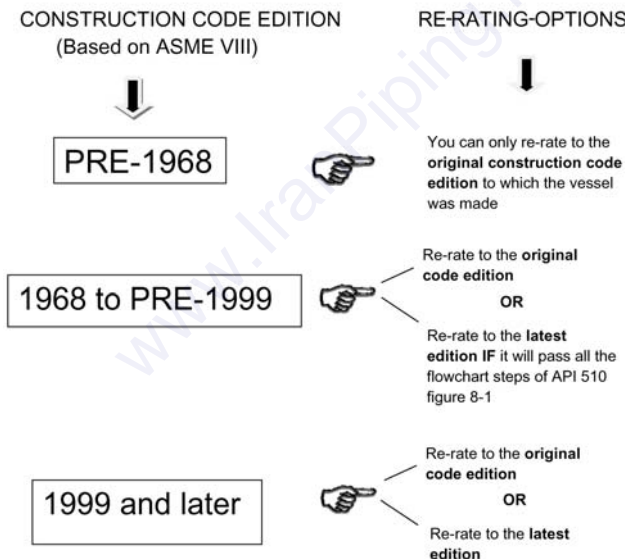 CONSTRUCTION CODE EDITION
(Based on ASME VIII)
RE-RATING-OPTIONS
PRE-1968
You can only re-rate to the
original construction code
edition to which the vessel
was made
1968 to PRE-1999
Re-rate to the original
code edition
OR
Re-rate to the latest
edition IF it will pass all the
flowchart steps of API 510
figure 8-1
1999 and later
Re-rate to the original
code edition
OR
Re-rate to the latest
edition